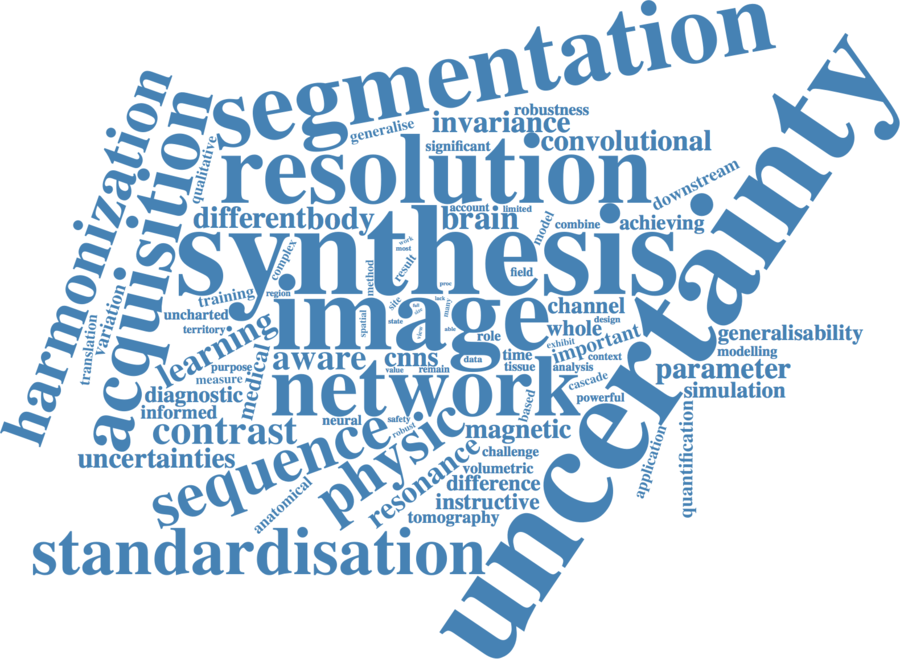 segmentation
uncertainty
harmonization
acquisition
qualitative
generalise
robustness
invariance
significant
convolutional
resolution
downstream
differentbody
account
limited
brain
model
combine
achieving
synthesis
complex
work
most
result
method
field
proc
region
training
uncharted
territory
variation
translation
image
spatial
site
state
full
size
view
lack
many
able
role
channel
design
whole
exhibit
important
context
generalisability
modelling
learning
aware
cnns
data
value
remain
time
tissue
analysis
cascade
parameter
simulation
purpose
measure
medical
diagnostic
informed
network
based
powerful
contrast
neural
safety
robust
magnetic
uncertainties
sequence
physic
resonance
challenge
volumetric
difference
instructive
tomography
anatomical
application
quantification
standardisation